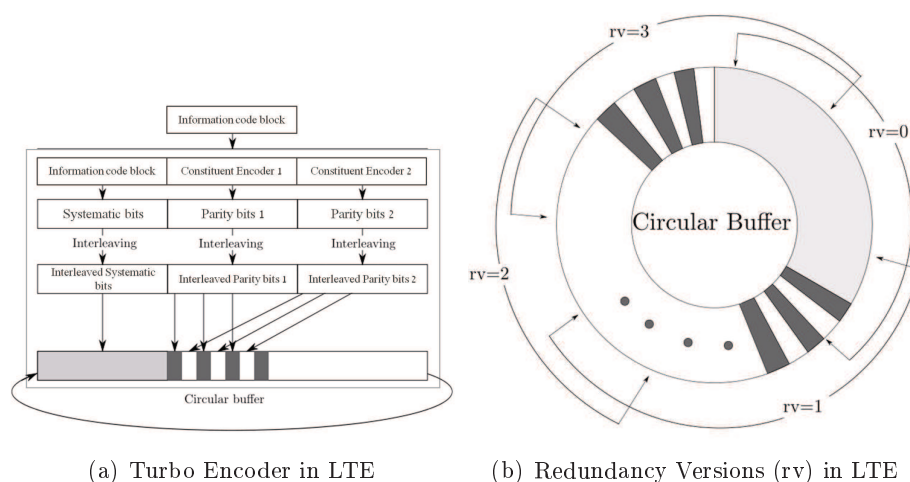 Information code block
Information code block Constituent Encoder 1 Constituent Encoder 2
Systematic bits Parity bits 1 Parity bits 2
Interleaving Interleaving Interleaving
Interleaved Systematic bits Interleaved Parity bits 1 Interleaved Parity bits 2
Circular buffer
(a) Turbo Encoder in LTE
rv=3
rv=0
Circular Buffer
rv=2
rv=1
(b) Redundancy Versions (rv) in LTE